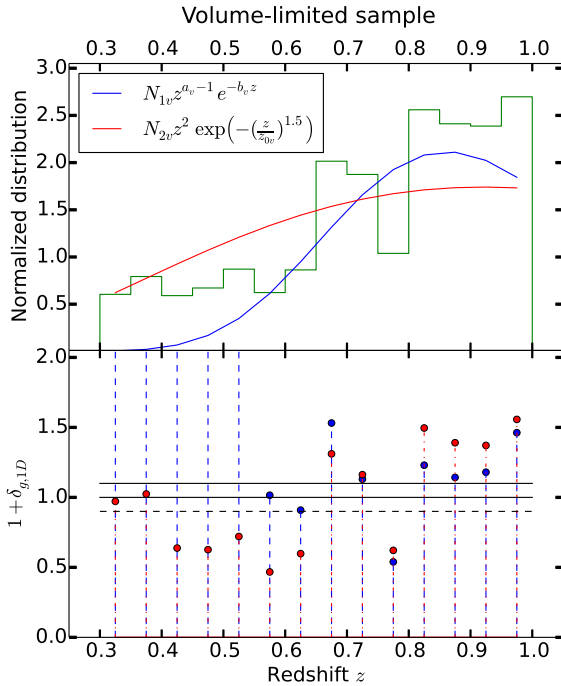 Volume-limited sample
0.3 0.4 0.5 0.6 0.7 0.8 0.9 1.0
3.0
2.5
2.0
1.5
1.0
0.5
Normalized distribution
N_{1v} z^{a_v-1} e^{-b_v z}
N_{2v} z^2 exp(-(z/z_{0v})^{1.5})
2.0
1.5
1.0
0.5
0.0
1+δ_{g,1D}
0.3 0.4 0.5 0.6 0.7 0.8 0.9 1.0
Redshift z